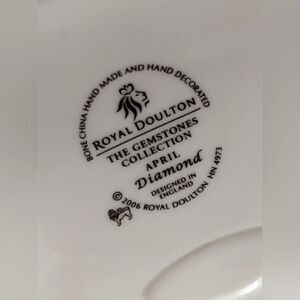 BONE CHINA HAND MADE AND HAND DECORATED
ROYAL DOULTON
THE GEMSTONES
COLLECTION
APRIL
Diamond
DESIGNED IN
ENGLAND
© 2006 ROYAL DOULTON HN 4973